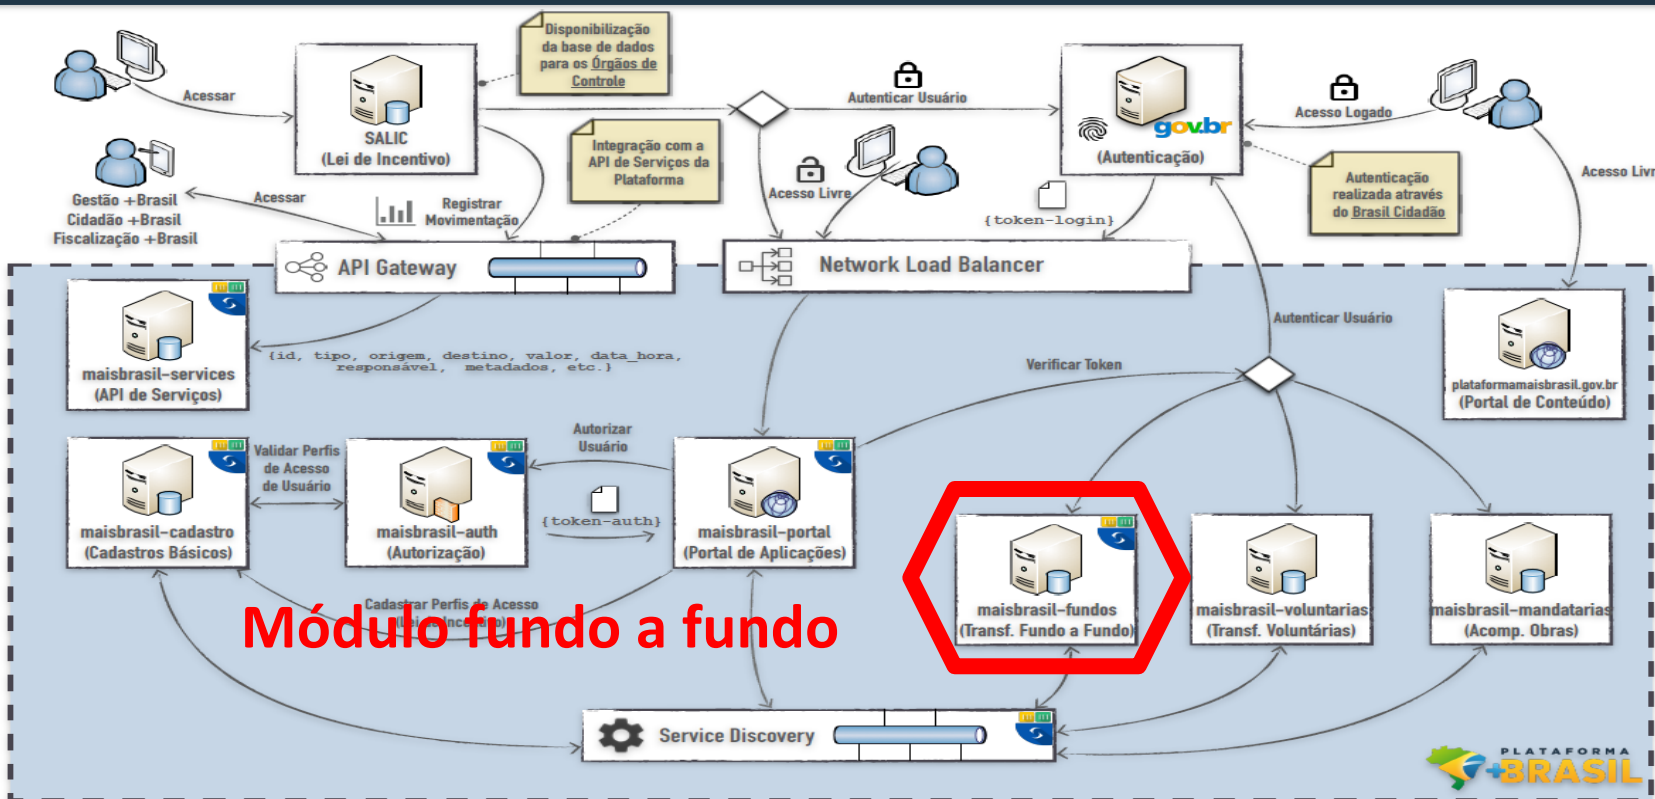 Disponibilização
da base de dados
para os Órgãos de
Controle
Acessar
SALIC
(Lei de Incentivo)
Integração com a
API de Serviços da
Plataforma
Autenticar Usuário
gov.br
(Autenticação)
Acesso Logado
Acesso Livr
Autenticação
realizada através
do Brasil Cidadão
Acesso Livre
{token-login}
Gestão +Brasil
Cidadão +Brasil
Fiscalização +Brasil
Acessar
Registrar
Movimentação
API Gateway
Network Load Balancer
maisbrasil-services
(API de Serviços)
{id, tipo, origem, destino, valor, data_hora,
responsável, metadados, etc.}
Autenticar Usuário
Verificar Token
plataformamaisbrasil.gov.br
(Portal de Conteúdo)
maisbrasil-cadastro
(Cadastros Básicos)
Validar Perfis
de Acesso
de Usuário
maisbrasil-auth
(Autorização)
Autorizar
Usuário
{token-auth}
maisbrasil-portal
(Portal de Aplicações)
maisbrasil-fundos
(Transf. Fundo a Fundo)
maisbrasil-voluntarias
(Transf. Voluntárias)
maisbrasil-mandatarias
(Acomp. Obras)
Cadastrar Perfis de Acesso
(Lei de Incentivo)
Módulo fundo a fundo
Service Discovery
PLATAFORMA
+BRASIL